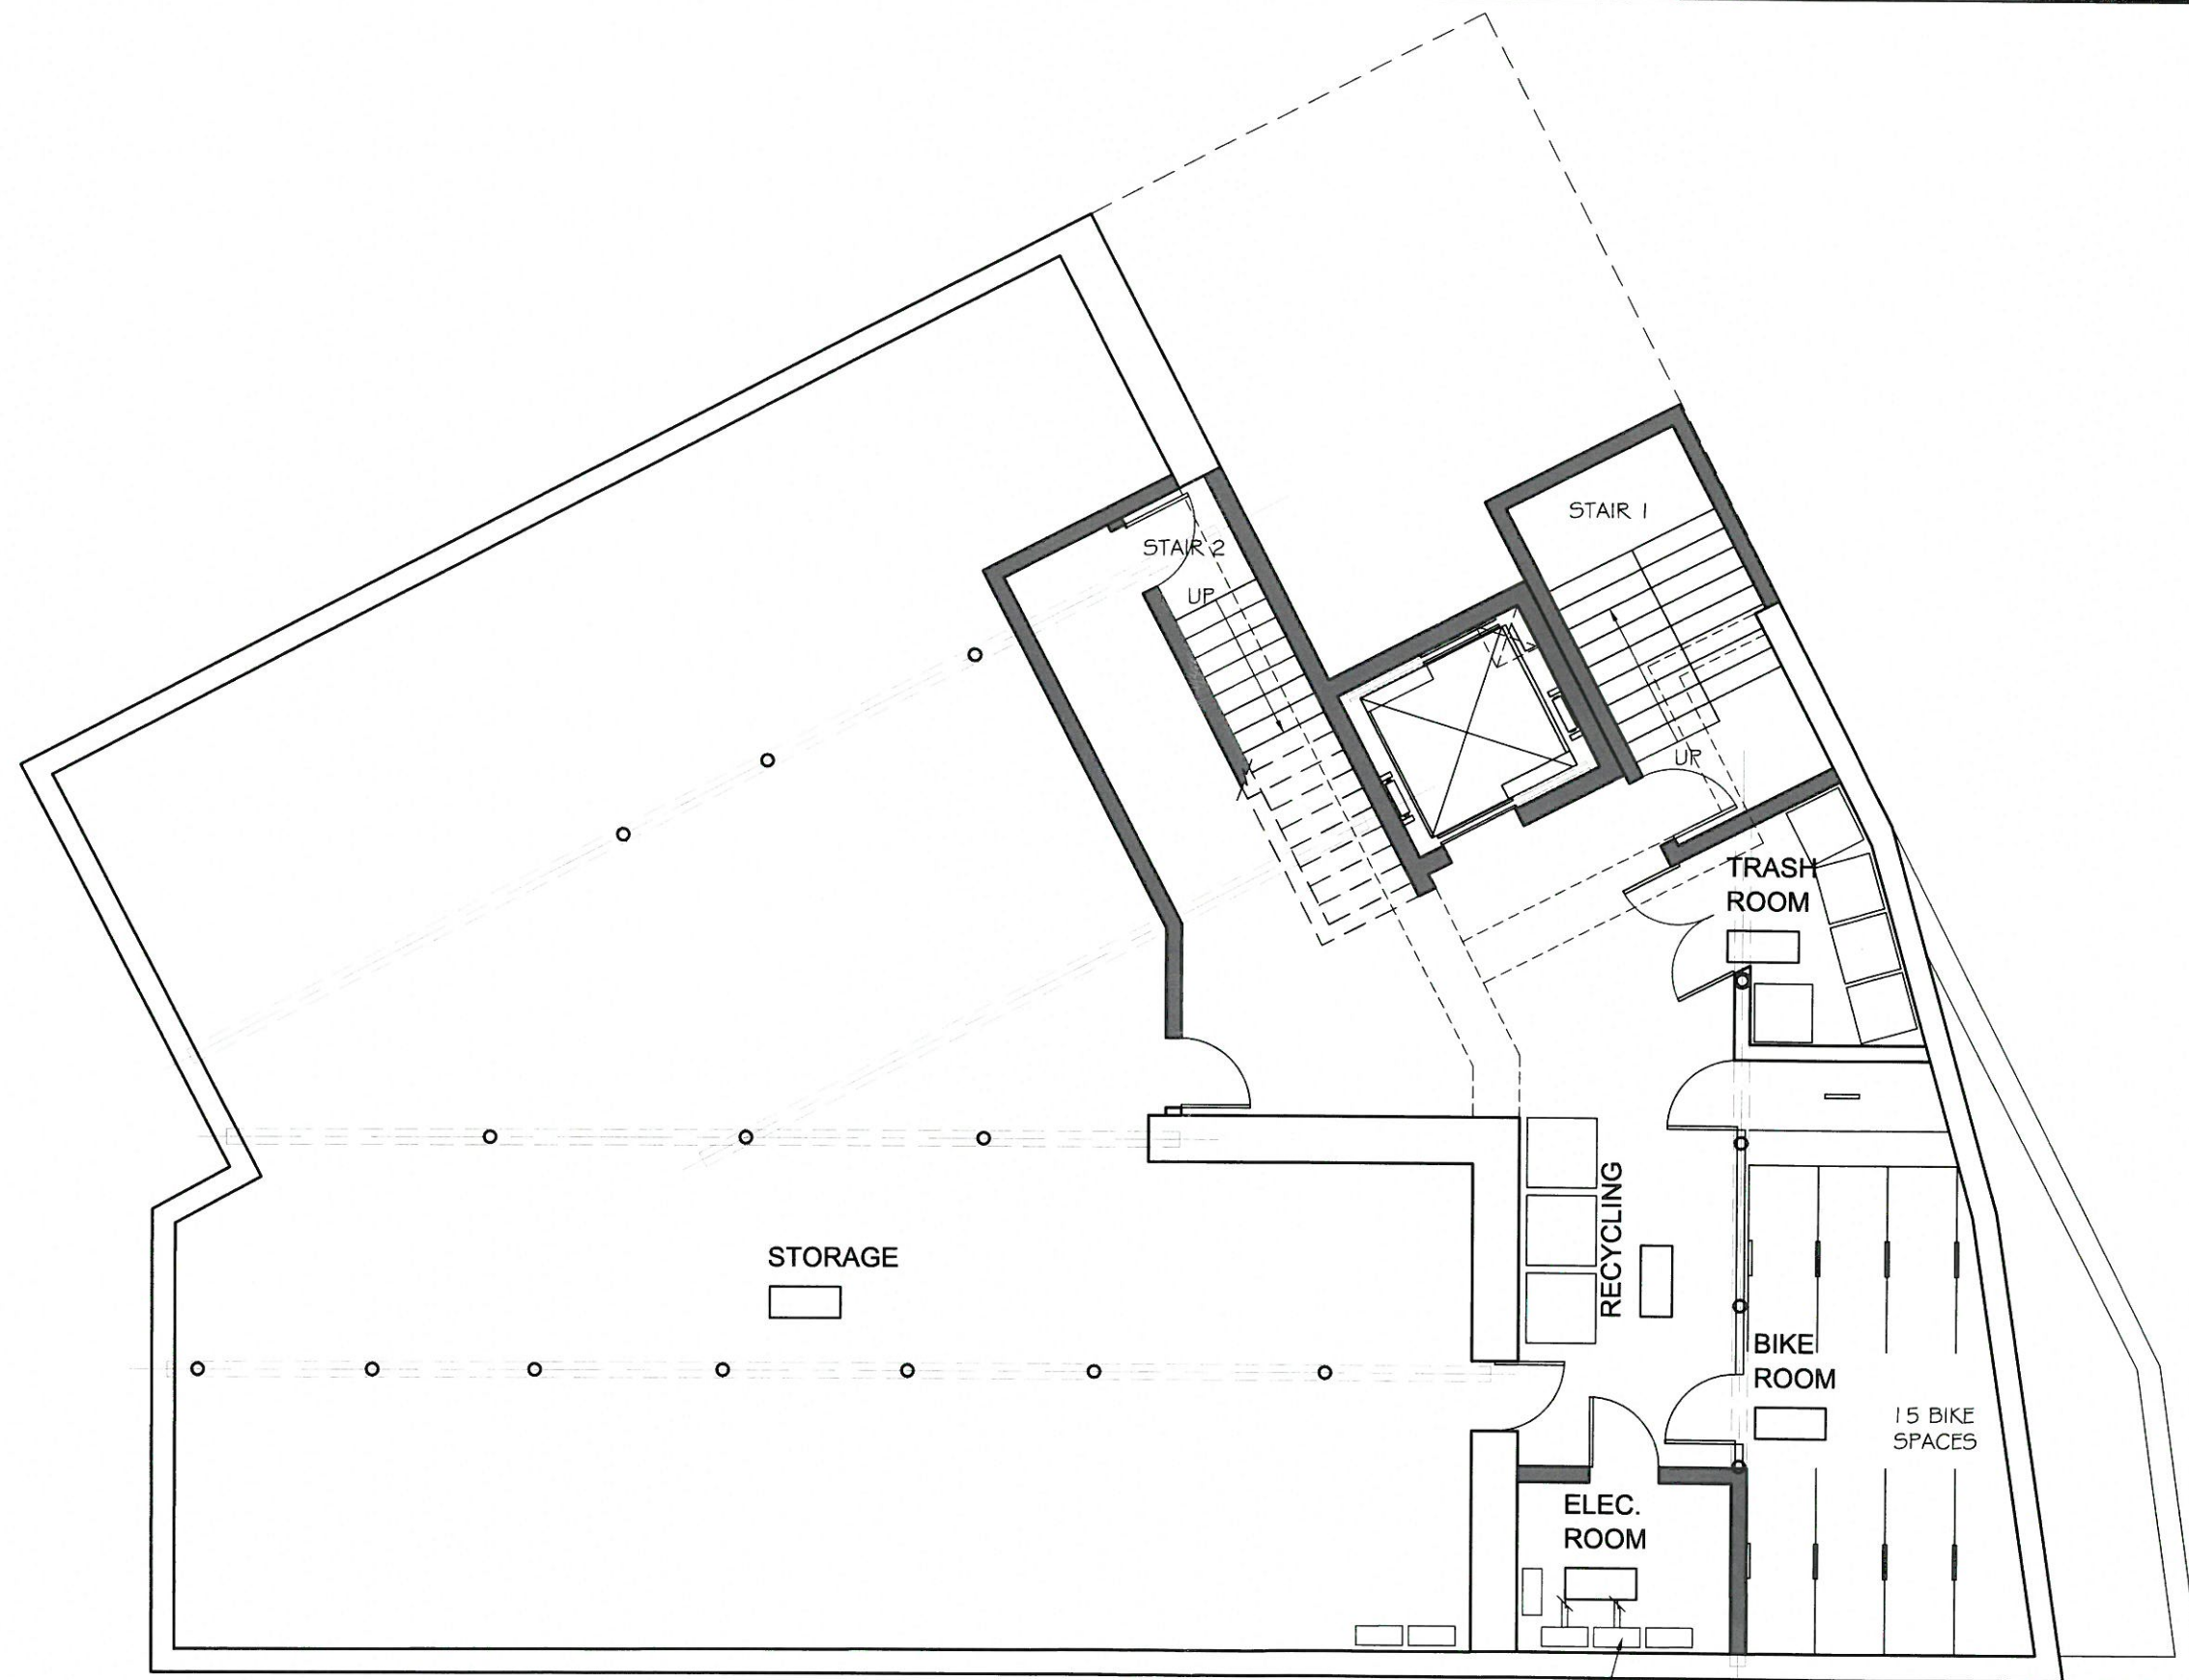 STAIR 1
STAIR 2
UP
UP
TRASH
ROOM
RECYCLING
STORAGE
BIKE
ROOM
15 BIKE
SPACES
ELEC.
ROOM